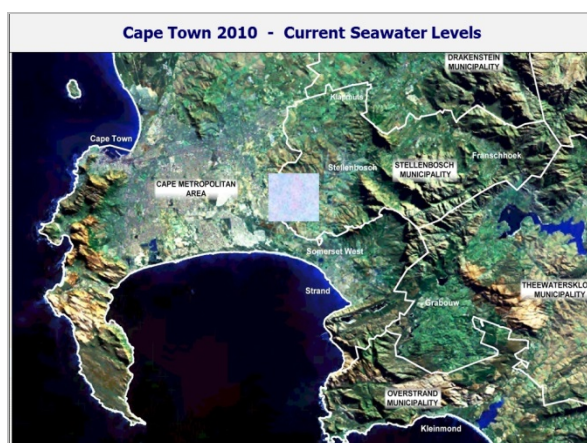 Cape Town 2010 - Current Seawater Levels
DRAKENSTEIN
MUNICIPALITY
Klapmuts
Cape Town
Franschhoek
Stellenbosch
STELLENBOSCH
MUNICIPALITY
CAPE METROPOLITAN
AREA
Somerset West
Strand
THEEWATERSKLO
MUNICIPALITY
Grabouw
OVERSTRAND
MUNICIPALITY
Kleinmond